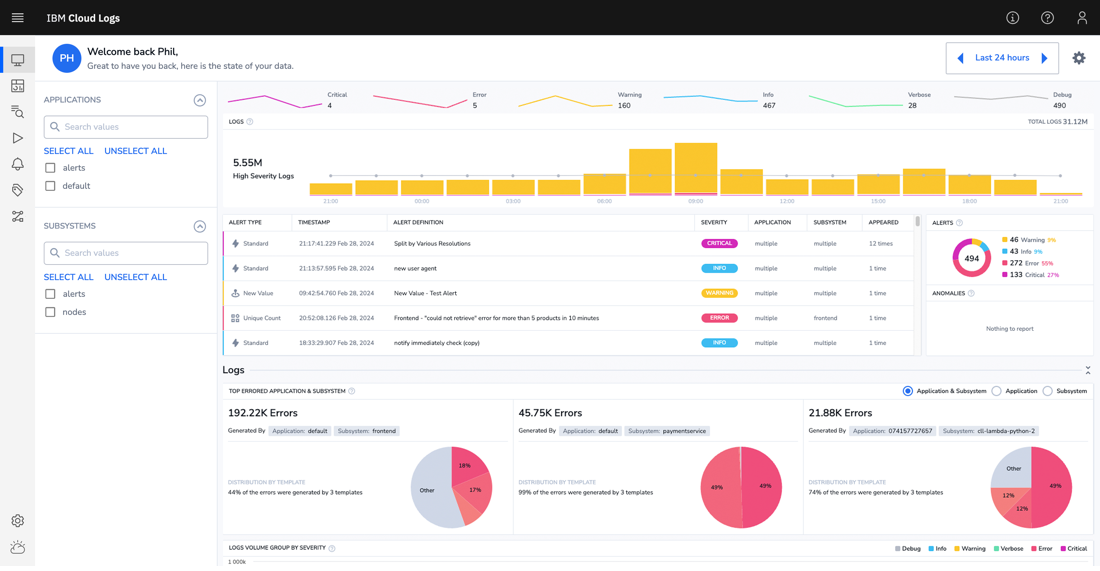 IBM Cloud Logs
PH
Welcome back Phil,
Great to have you back, here is the state of your data.
Last 24 hours
APPLICATIONS
Search values
SELECT ALL UNSELECT ALL
alerts
default
SUBSYSTEMS
Search values
SELECT ALL UNSELECT ALL
alerts
nodes
Critical
4
Error
5
Warning
160
Info
467
Verbose
28
Debug
490
LOGS TOTAL LOGS 31.12M
5.55M
High Severity Logs
21:00 00:00 03:00 06:00 09:00 12:00 15:00 18:00 21:00
ALERT TYPE TIMESTAMP ALERT DEFINITION SEVERITY APPLICATION SUBSYSTEM APPEARED
Standard 21:17:41.229 Feb 28, 2024 Split by Various Resolutions CRITICAL multiple multiple 12 times
Standard 21:13:57.595 Feb 28, 2024 new user agent INFO multiple multiple 1 time
New Value 09:42:54.760 Feb 28, 2024 New Value - Test Alert WARNING multiple multiple 1 time
Unique Count 20:52:08.126 Feb 28, 2024 Frontend - "could not retrieve" error for more than 5 products in 10 minutes ERROR multiple frontend 1 time
Standard 18:33:29.907 Feb 28, 2024 notify immediately check (copy) INFO multiple multiple 1 time
ALERTS
494
46 Warning 9%
43 Info 9%
272 Error 55%
133 Critical 27%
ANOMALIES
Nothing to report
Logs
TOP ERRORED APPLICATION & SUBSYSTEM Application & Subsystem Application Subsystem
192.22K Errors
Generated By Application: default Subsystem: frontend
DISTRIBUTION BY TEMPLATE
44% of the errors were generated by 3 templates
18%
17%
Other
45.75K Errors
Generated By Application: default Subsystem: paymentservice
DISTRIBUTION BY TEMPLATE
99% of the errors were generated by 3 templates
49% 49%
21.88K Errors
Generated By Application: 074157727657 Subsystem: cll-lambda-python-2
DISTRIBUTION BY TEMPLATE
74% of the errors were generated by 3 templates
Other
49%
12%
12%
LOGS VOLUME GROUP BY SEVERITY Debug Info Warning Verbose Error Critical
1 000k